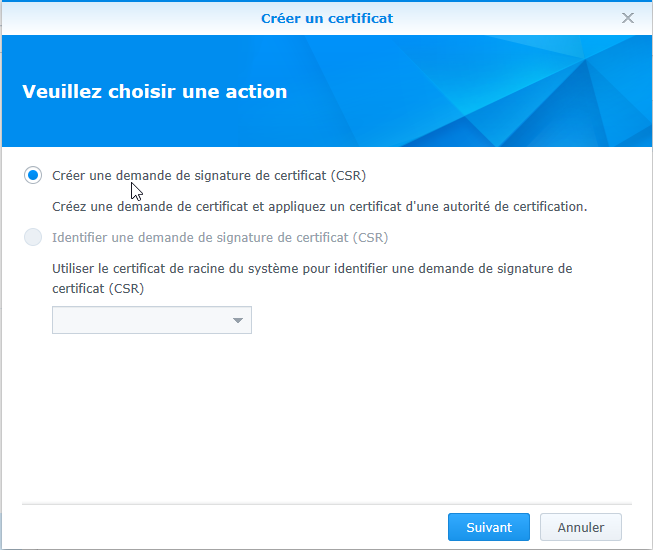 Créer un certificat
Veuillez choisir une action
Créer une demande de signature de certificat (CSR)
Créez une demande de certificat et appliquez un certificat d'une autorité de certification.
Identifier une demande de signature de certificat (CSR)
Utiliser le certificat de racine du système pour identifier une demande de signature de
certificat (CSR)
Suivant
Annuler